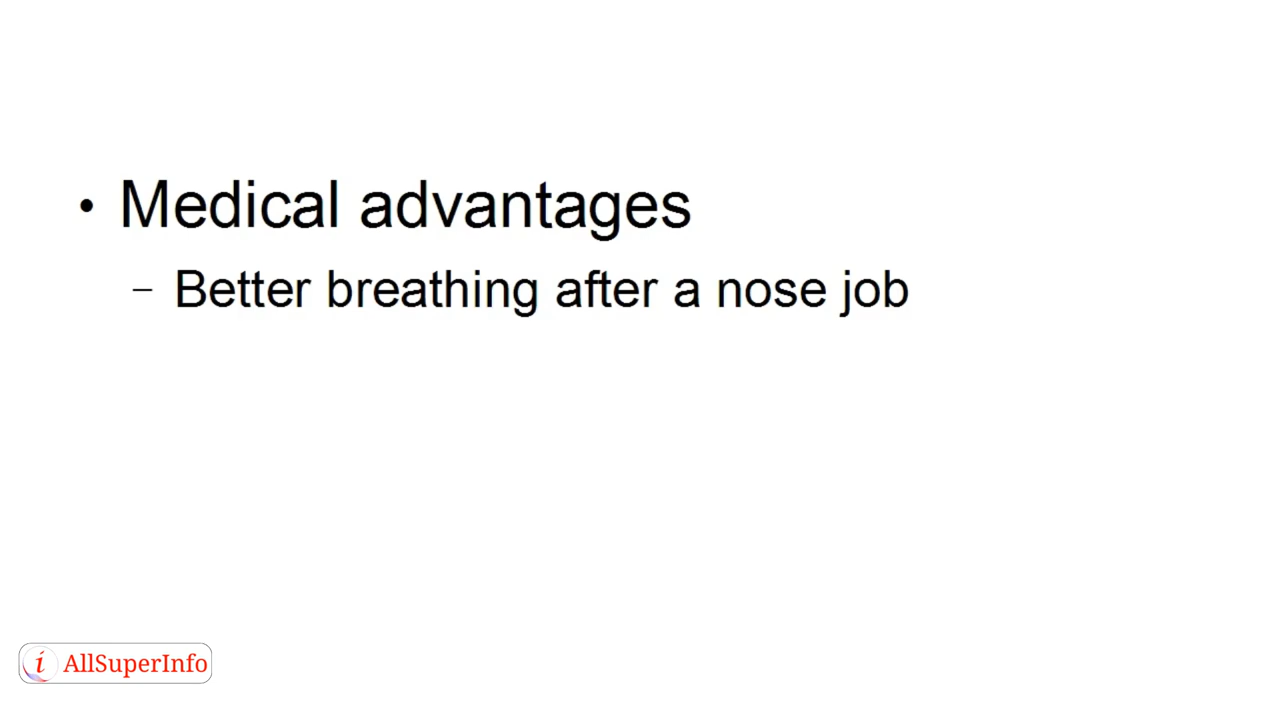 • Medical advantages
– Better breathing after a nose job
i AllSuperInfo